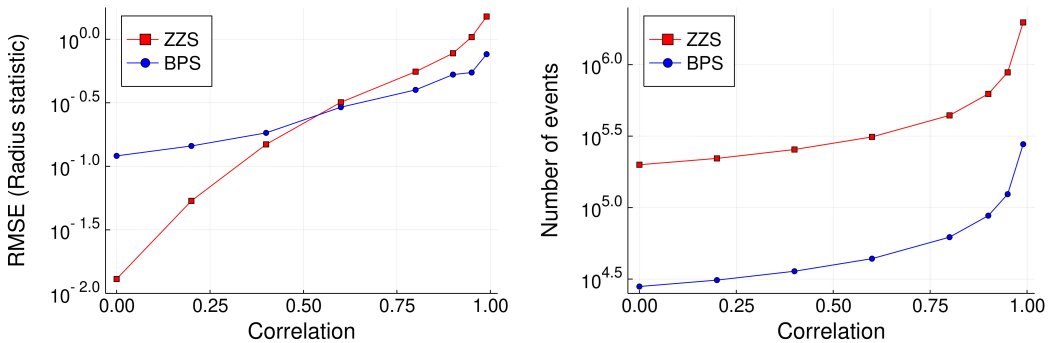 ZZS
BPS
RMSE (Radius statistic)
10^0.0
10^-0.5
10^-1.0
10^-1.5
10^-2.0
0.00 0.25 0.50 0.75 1.00
Correlation
ZZS
BPS
Number of events
10^6.0
10^5.5
10^5.0
10^4.5
0.00 0.25 0.50 0.75 1.00
Correlation